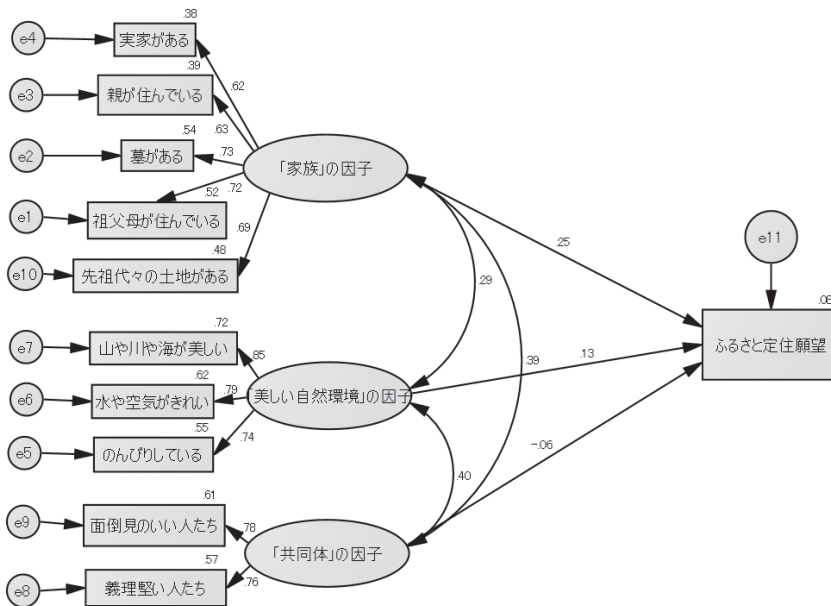 e4
.38
実家がある
.62
e3
.39
親が住んでいる
.63
e2
.54
墓がある
.73
「家族」の因子
e1
.52
祖父母が住んでいる
.72
e10
.48
先祖代々の土地がある
.69
.25
e11
.29
.08
ふるさと定住願望
.39
.13
e7
.72
山や川や海が美しい
.85
e6
.62
水や空気がきれい
.79
「美しい自然環境」の因子
e5
.55
のんびりしている
.74
-.06
.40
e9
.61
面倒見のいい人たち
.78
「共同体」の因子
e8
.57
義理堅い人たち
.76